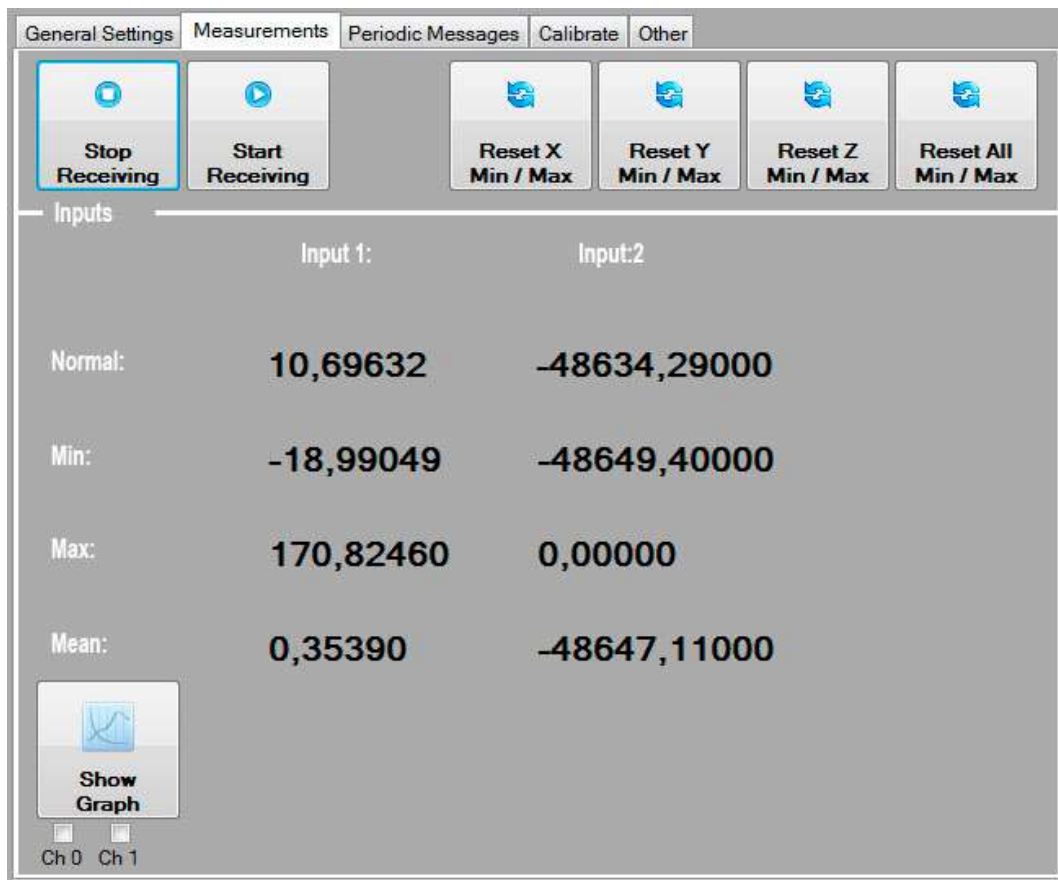 General Settings Measurements Periodic Messages Calibrate Other
Stop Receiving
Start Receiving
Reset X Min / Max
Reset Y Min / Max
Reset Z Min / Max
Reset All Min / Max
Inputs
Input 1: Input:2
Normal: 10,69632 -48634,29000
Min: -18,99049 -48649,40000
Max: 170,82460 0,00000
Mean: 0,35390 -48647,11000
Show
Graph
Ch 0 Ch 1